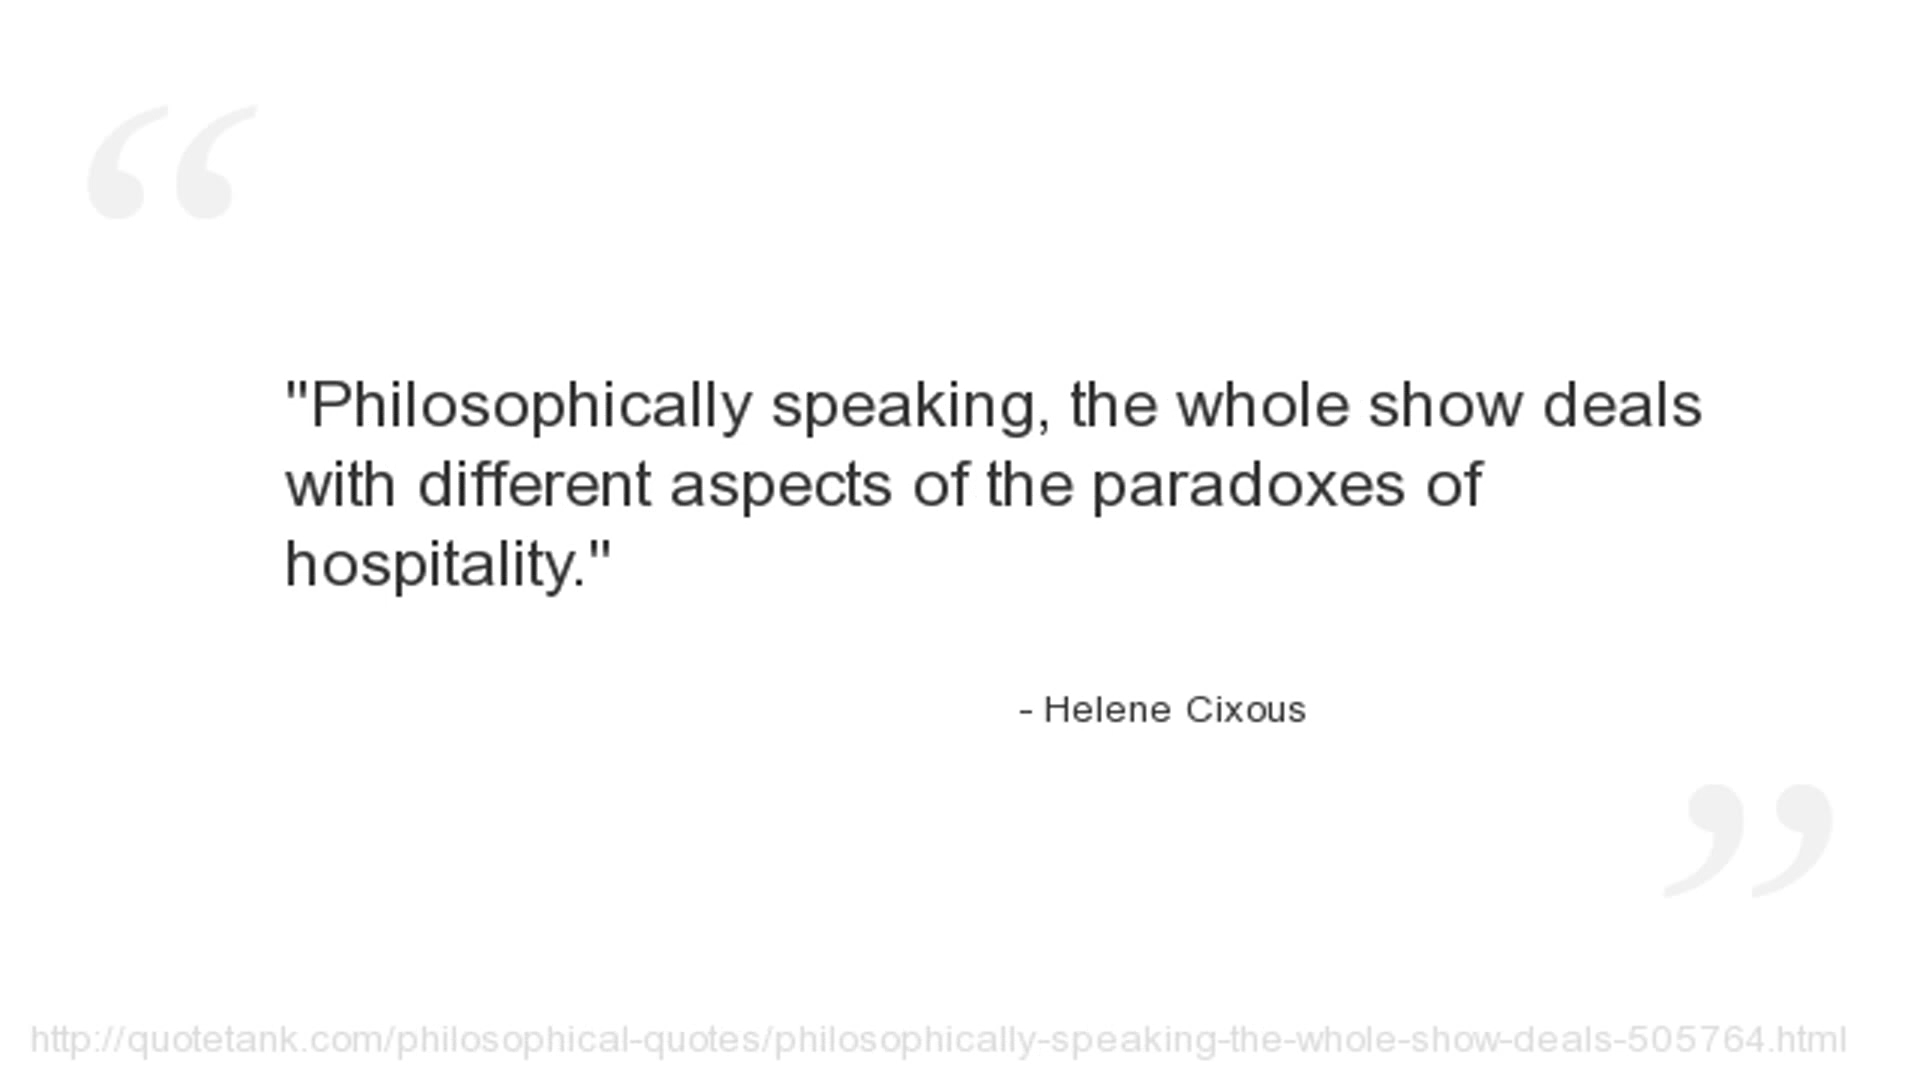 "Philosophically speaking, the whole show deals
with different aspects of the paradoxes of
hospitality."
- Helene Cixous
http://quotetank.com/philosophical-quotes/philosophically-speaking-the-whole-show-deals-505764.html